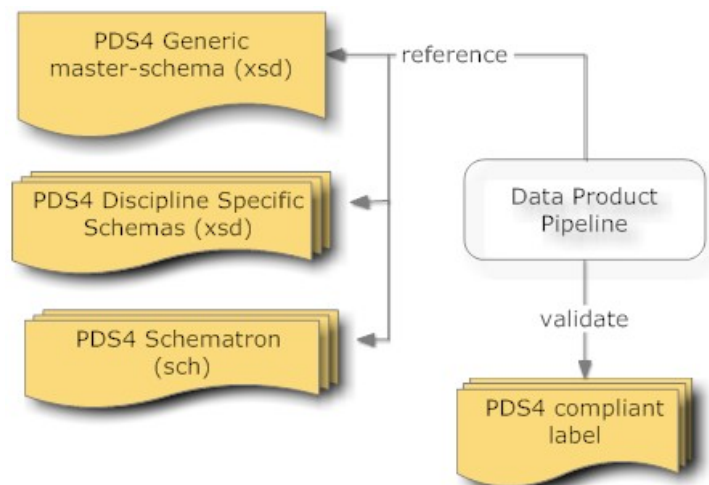 PDS4 Generic
master-schema (xsd)
reference
PDS4 Discipline Specific
Schemas (xsd)
Data Product
Pipeline
PDS4 Schematron
(sch)
validate
PDS4 compliant
label